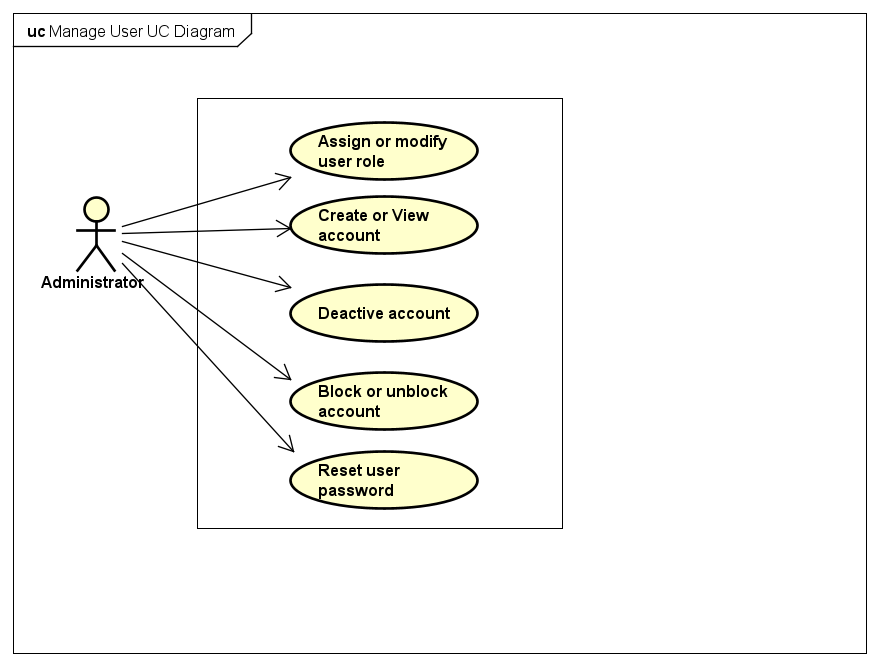 uc Manage User UC Diagram
Assign or modify
user role
Create or View
account
Administrator
Deactive account
Block or unblock
account
Reset user
password